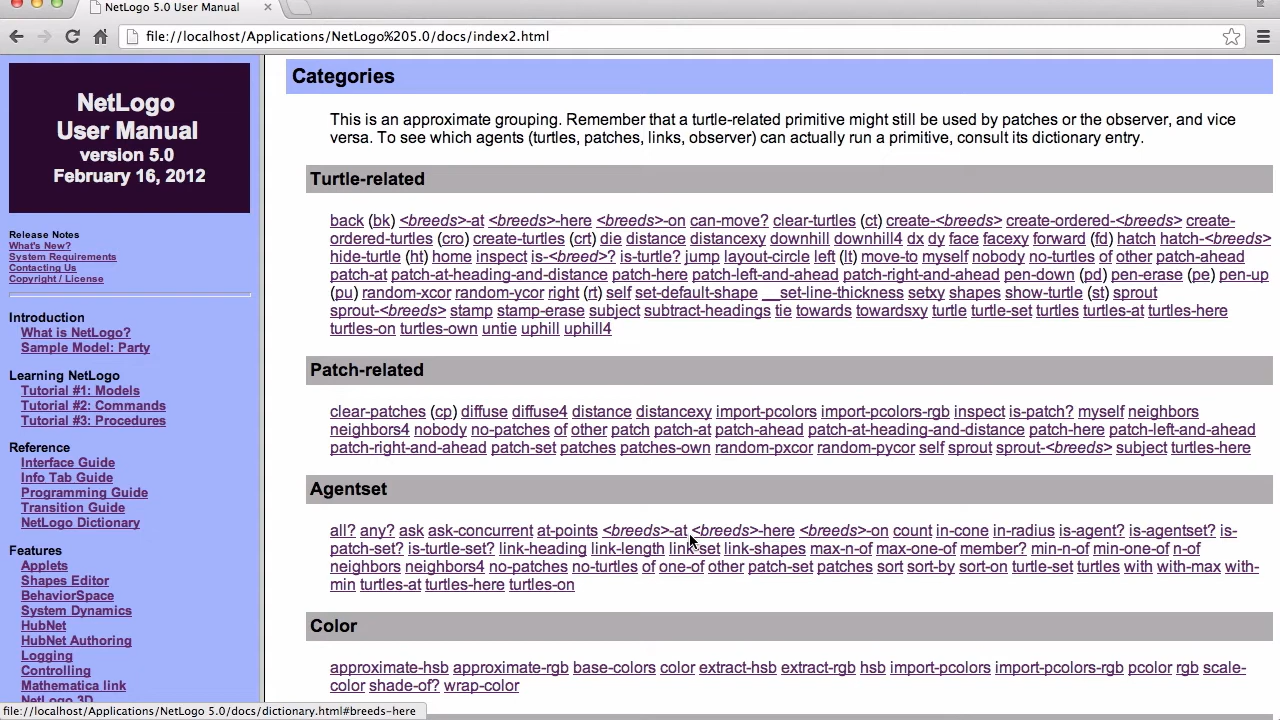 NetLogo 5.0 User Manual
file://localhost/Applications/NetLogo%205.0/docs/index2.html
NetLogo
User Manual
version 5.0
February 16, 2012
Release Notes
What's New?
System Requirements
Contacting Us
Copyright / License
Introduction
What is NetLogo?
Sample Model: Party
Learning NetLogo
Tutorial #1: Models
Tutorial #2: Commands
Tutorial #3: Procedures
Reference
Interface Guide
Info Tab Guide
Programming Guide
Transition Guide
NetLogo Dictionary
Features
Applets
Shapes Editor
BehaviorSpace
System Dynamics
HubNet
HubNet Authoring
Logging
Controlling
Mathematica link
NetLogo 3D
Categories
This is an approximate grouping. Remember that a turtle-related primitive might still be used by patches or the observer, and vice
versa. To see which agents (turtles, patches, links, observer) can actually run a primitive, consult its dictionary entry.
Turtle-related
back (bk) <breeds>-at <breeds>-here <breeds>-on can-move? clear-turtles (ct) create-<breeds> create-ordered-<breeds> create-
ordered-turtles (cro) create-turtles (crt) die distance distancexy downhill downhill4 dx dy face facexy forward (fd) hatch hatch-<breeds>
hide-turtle (ht) home inspect is-<breed>? is-turtle? jump layout-circle left (lt) move-to myself nobody no-turtles of other patch-ahead
patch-at patch-at-heading-and-distance patch-here patch-left-and-ahead patch-right-and-ahead pen-down (pd) pen-erase (pe) pen-up
(pu) random-xcor random-ycor right (rt) self set-default-shape __set-line-thickness setxy shapes show-turtle (st) sprout
sprout-<breeds> stamp stamp-erase subject subtract-headings tie towards towardsxy turtle turtle-set turtles turtles-at turtles-here
turtles-on turtles-own untie uphill uphill4
Patch-related
clear-patches (cp) diffuse diffuse4 distance distancexy import-pcolors import-pcolors-rgb inspect is-patch? myself neighbors
neighbors4 nobody no-patches of other patch patch-at patch-ahead patch-at-heading-and-distance patch-here patch-left-and-ahead
patch-right-and-ahead patch-set patches patches-own random-pxcor random-pycor self sprout sprout-<breeds> subject turtles-here
Agentset
all? any? ask ask-concurrent at-points <breeds>-at <breeds>-here <breeds>-on count in-cone in-radius is-agent? is-agentset? is-
patch-set? is-turtle-set? link-heading link-length link-set link-shapes max-n-of max-one-of member? min-n-of min-one-of n-of
neighbors neighbors4 no-patches no-turtles of one-of other patch-set patches sort sort-by sort-on turtle-set turtles with with-max with-
min turtles-at turtles-here turtles-on
Color
approximate-hsb approximate-rgb base-colors color extract-hsb extract-rgb hsb import-pcolors import-pcolors-rgb pcolor rgb scale-
color shade-of? wrap-color
file://localhost/Applications/NetLogo 5.0/docs/dictionary.html#breeds-here